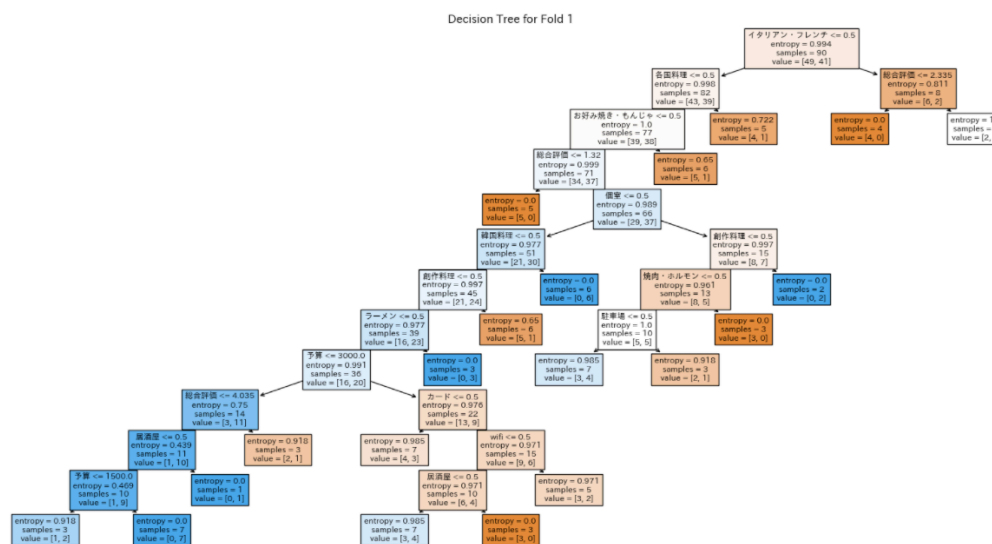 Decision Tree for Fold 1
イタリアン・フレンチ <= 0.5
entropy = 0.994
samples = 90
value = [49, 41]
各国料理 <= 0.5
entropy = 0.998
samples = 82
value = [43, 39]
総合評価 <= 2.335
entropy = 0.811
samples = 8
value = [6, 2]
お好み焼き・もんじゃ <= 0.5
entropy = 1.0
samples = 77
value = [39, 38]
entropy = 0.722
samples = 5
value = [4, 1]
entropy = 0.0
samples = 4
value = [4, 0]
entropy = 1
samples =
value = [2,
総合評価 <= 1.32
entropy = 0.999
samples = 71
value = [34, 37]
entropy = 0.65
samples = 6
value = [5, 1]
entropy = 0.0
samples = 5
value = [5, 0]
個室 <= 0.5
entropy = 0.989
samples = 66
value = [29, 37]
韓国料理 <= 0.5
entropy = 0.977
samples = 51
value = [21, 30]
創作料理 <= 0.5
entropy = 0.997
samples = 15
value = [8, 7]
創作料理 <= 0.5
entropy = 0.997
samples = 45
value = [21, 24]
entropy = 0.0
samples = 6
value = [0, 6]
焼肉・ホルモン <= 0.5
entropy = 0.961
samples = 13
value = [8, 5]
entropy = 0.0
samples = 2
value = [0, 2]
ラーメン <= 0.5
entropy = 0.977
samples = 39
value = [16, 23]
entropy = 0.65
samples = 6
value = [5, 1]
駐車場 <= 0.5
entropy = 1.0
samples = 10
value = [5, 5]
entropy = 0.0
samples = 3
value = [3, 0]
予算 <= 3000.0
entropy = 0.991
samples = 36
value = [16, 20]
entropy = 0.0
samples = 3
value = [0, 3]
entropy = 0.985
samples = 7
value = [3, 4]
entropy = 0.918
samples = 3
value = [2, 1]
総合評価 <= 4.035
entropy = 0.75
samples = 14
value = [3, 11]
カード <= 0.5
entropy = 0.976
samples = 22
value = [13, 9]
居酒屋 <= 0.5
entropy = 0.439
samples = 11
value = [1, 10]
entropy = 0.918
samples = 3
value = [2, 1]
entropy = 0.985
samples = 7
value = [4, 3]
wifi <= 0.5
entropy = 0.971
samples = 15
value = [9, 6]
予算 <= 1500.0
entropy = 0.469
samples = 10
value = [1, 9]
entropy = 0.0
samples = 1
value = [0, 1]
居酒屋 <= 0.5
entropy = 0.971
samples = 10
value = [6, 4]
entropy = 0.971
samples = 5
value = [3, 2]
entropy = 0.918
samples = 3
value = [1, 2]
entropy = 0.0
samples = 7
value = [0, 7]
entropy = 0.985
samples = 7
value = [3, 4]
entropy = 0.0
samples = 3
value = [3, 0]